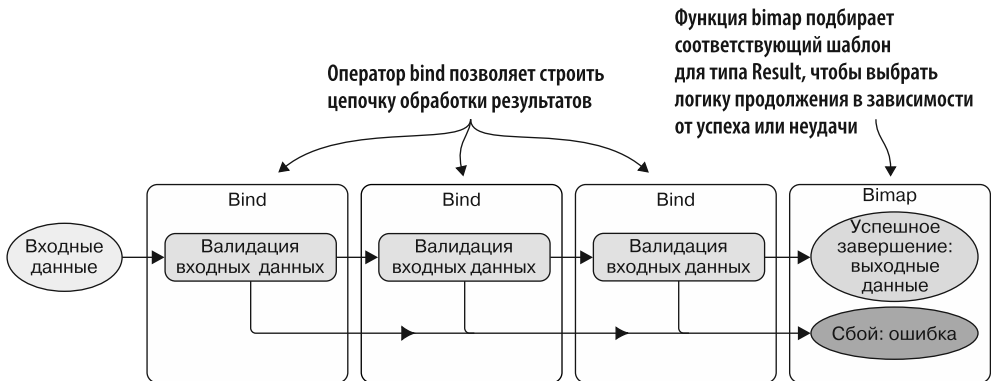 Функция bimap подбирает
соответствующий шаблон
для типа Result, чтобы выбрать
логику продолжения в зависимости
от успеха или неудачи
Оператор bind позволяет строить
цепочку обработки результатов
Bind
Bind
Bind
Bimap
Входные
данные
Валидация
входных данных
Валидация
входных данных
Валидация
входных данных
Успешное
завершение:
выходные
данные
Сбой: ошибка